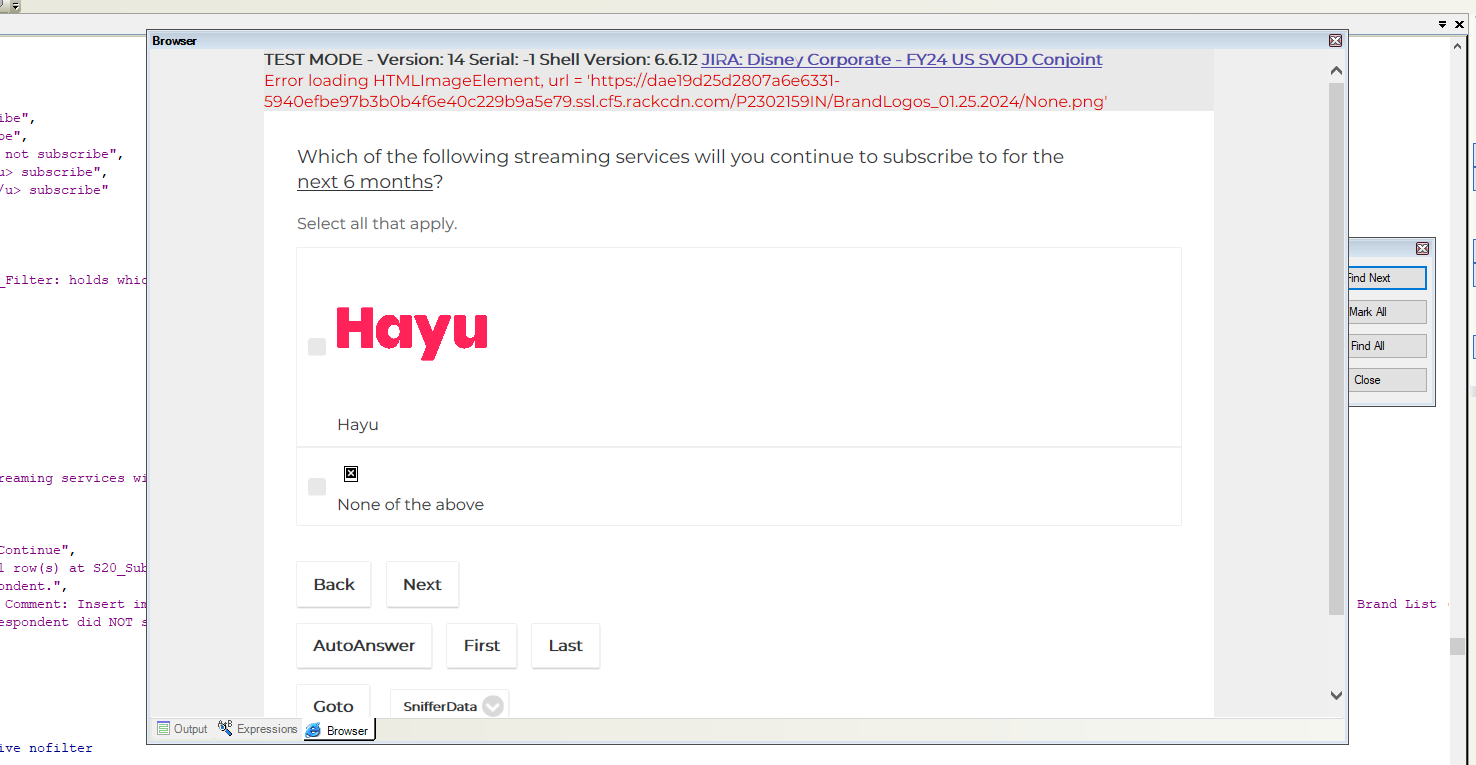 Browser
TEST MODE - Version: 14 Serial: -1 Shell Version: 6.6.12 JIRA: Disney Corporate - FY24 US SVOD Conjoint
Error loading HTMLImageElement, url = 'https://dae19d25d2807a6e6331-
5940efbe97b3b0b4f6e40c229b9a5e79.ssl.cf5.rackcdn.com/P2302159IN/BrandLogos_01.25.2024/None.png'
ibe",
be",
not subscribe",
u> subscribe",
/u> subscribe"
Which of the following streaming services will you continue to subscribe to for the
next 6 months?
Select all that apply.
_Filter: holds whic
Find Next
Mark All
Find All
Close
Hayu
Hayu
reaming services wi
None of the above
Continue",
l row(s) at S20_Sub
ondent.",
Comment: Insert im
Brand List
espondent did NOT s
Back Next
AutoAnswer First Last
Goto SnifferData
Output Expressions Browser
ive nofilter